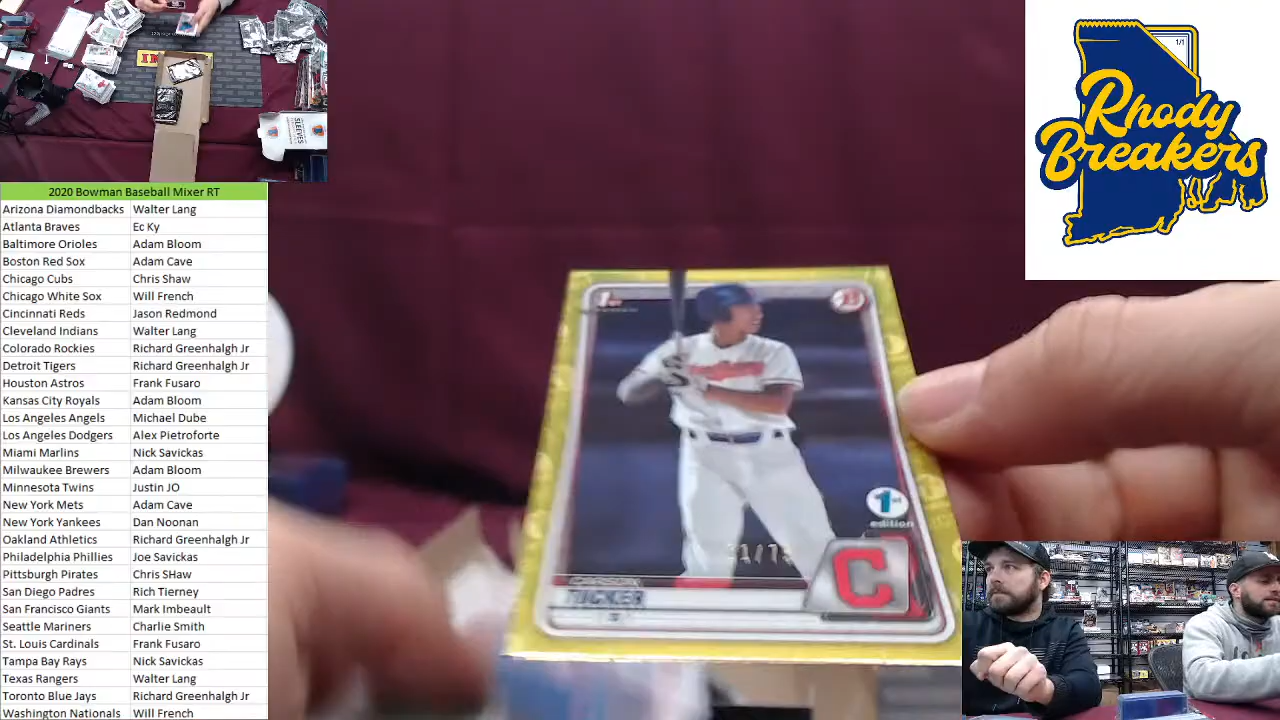 SLEEVES
2020 Bowman Baseball Mixer RT
Arizona Diamondbacks Walter Lang
Atlanta Braves Ec Ky
Baltimore Orioles Adam Bloom
Boston Red Sox Adam Cave
Chicago Cubs Chris Shaw
Chicago White Sox Will French
Cincinnati Reds Jason Redmond
Cleveland Indians Walter Lang
Colorado Rockies Richard Greenhalgh Jr
Detroit Tigers Richard Greenhalgh Jr
Houston Astros Frank Fusaro
Kansas City Royals Adam Bloom
Los Angeles Angels Michael Dube
Los Angeles Dodgers Alex Pietroforte
Miami Marlins Nick Savickas
Milwaukee Brewers Adam Bloom
Minnesota Twins Justin JO
New York Mets Adam Cave
New York Yankees Dan Noonan
Oakland Athletics Richard Greenhalgh Jr
Philadelphia Phillies Joe Savickas
Pittsburgh Pirates Chris SHaw
San Diego Padres Rich Tierney
San Francisco Giants Mark Imbeault
Seattle Mariners Charlie Smith
St. Louis Cardinals Frank Fusaro
Tampa Bay Rays Nick Savickas
Texas Rangers Walter Lang
Toronto Blue Jays Richard Greenhalgh Jr
Washington Nationals Will French
1/1
Rhody
Breakers
1st
B
1st
edition
C
TUCKER